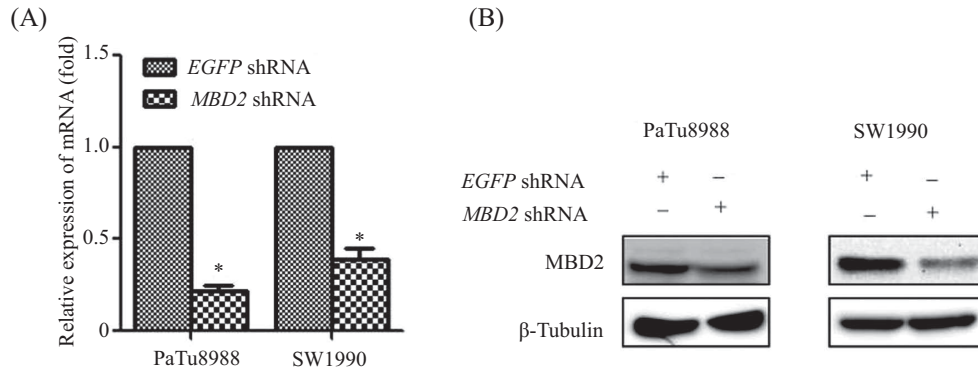 (A)
Relative expression of mRNA (fold)
1.5
1.0
0.5
0
EGFP shRNA
MBD2 shRNA
*
*
PaTu8988
SW1990
(B)
PaTu8988
SW1990
EGFP shRNA + − + −
MBD2 shRNA − + − +
MBD2
β-Tubulin